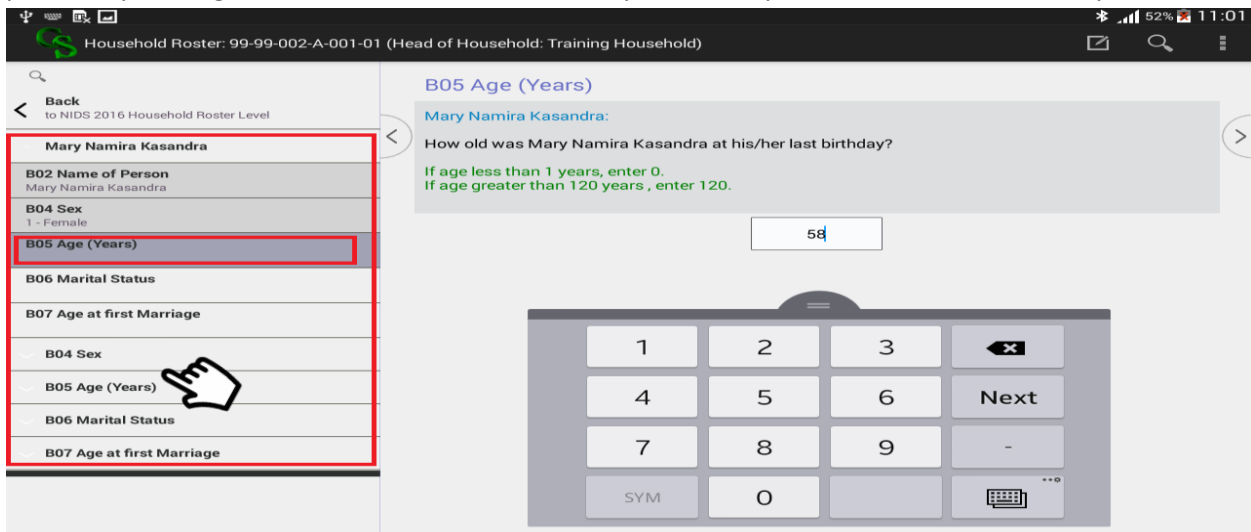 52% 11:01
CS Household Roster: 99-99-002-A-001-01 (Head of Household: Training Household)
Back
to NIDS 2016 Household Roster Level
Mary Namira Kasandra
B02 Name of Person
Mary Namira Kasandra
B04 Sex
1 - Female
B05 Age (Years)
B06 Marital Status
B07 Age at first Marriage
B04 Sex
B05 Age (Years)
B06 Marital Status
B07 Age at first Marriage
B05 Age (Years)
Mary Namira Kasandra:
How old was Mary Namira Kasandra at his/her last birthday?
If age less than 1 years, enter 0.
If age greater than 120 years , enter 120.
58
1 2 3
4 5 6 Next
7 8 9 -
SYM 0